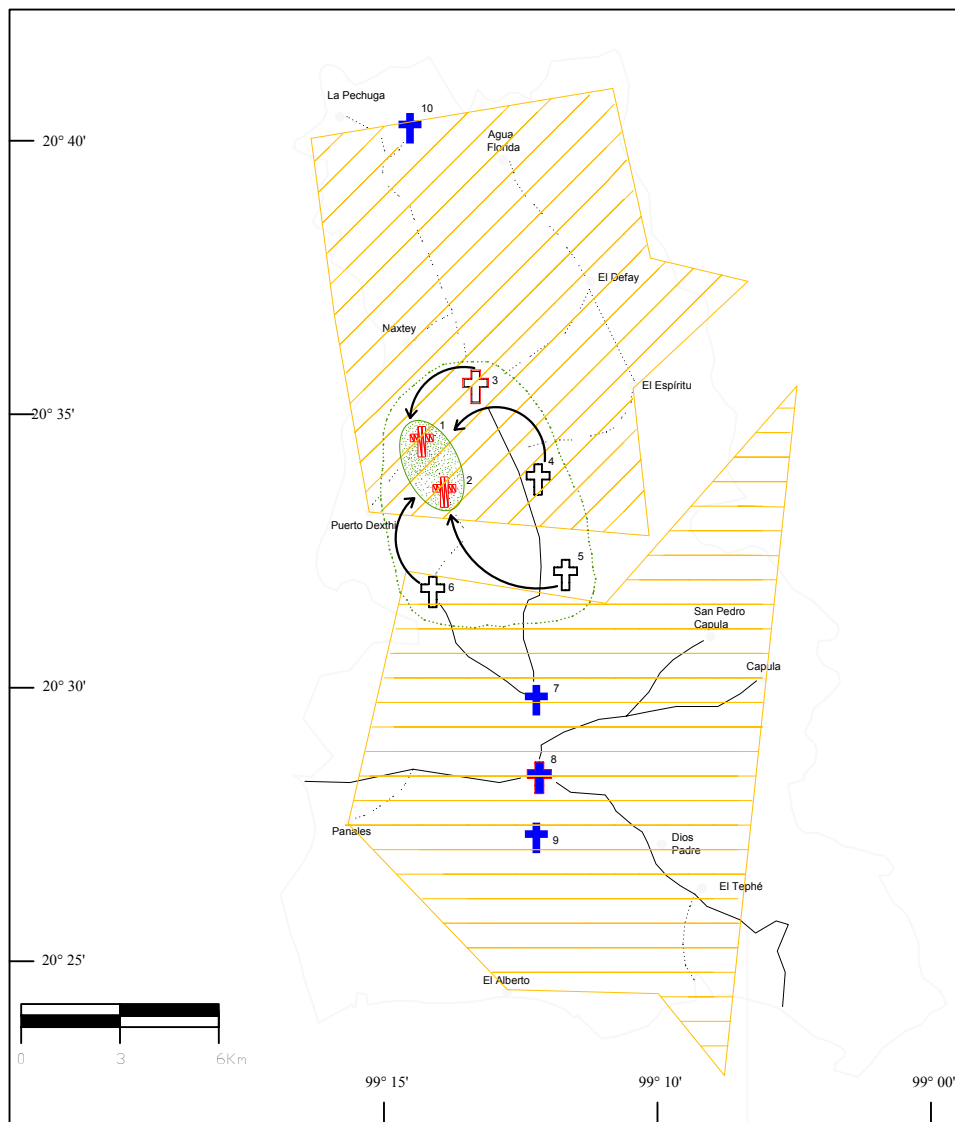 La Pechuga
10
20° 40'
Agua
Florida
El Defay
Naxtey
3
El Espíritu
20° 35'
1
4
2
Puerto Dexthi
5
6
San Pedro
Capula
Capula
20° 30'
7
8
Panales
9
Dios
Padre
El Tephé
20° 25'
El Alberto
0
3
6Km
99° 15'
99° 10'
99° 00'